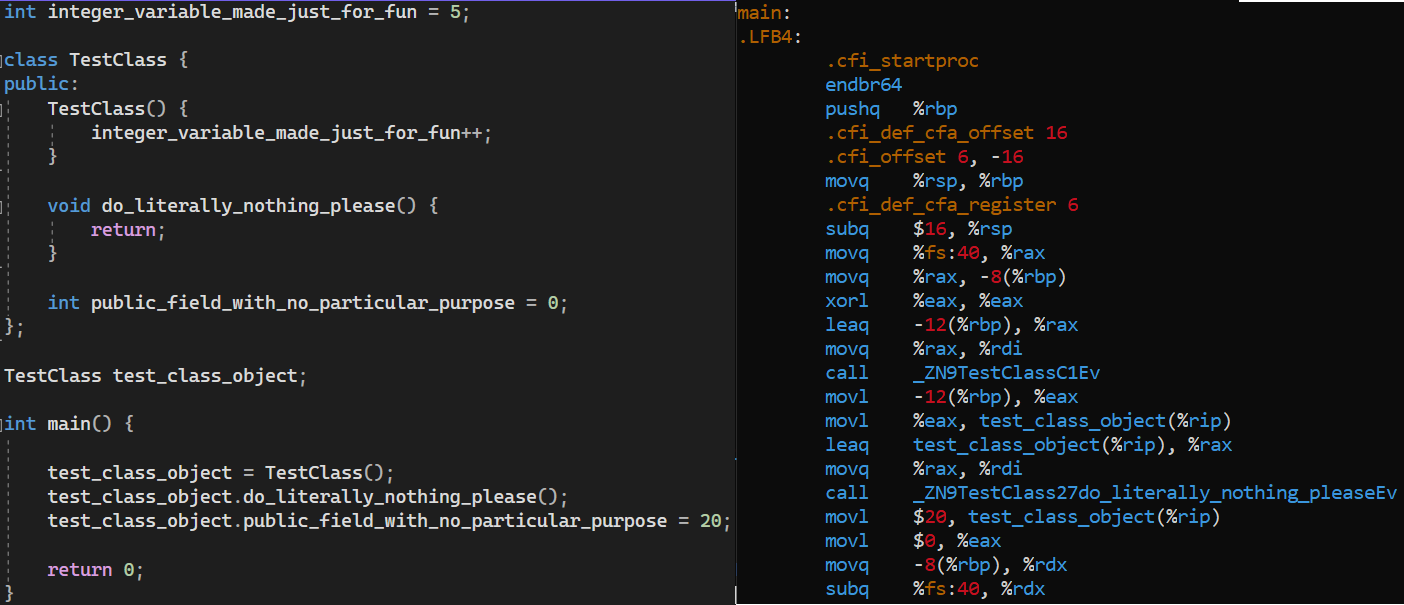 int integer_variable_made_just_for_fun = 5;
class TestClass {
public:
    TestClass() {
        integer_variable_made_just_for_fun++;
    }
    void do_literally_nothing_please() {
        return;
    }
    int public_field_with_no_particular_purpose = 0;
};
TestClass test_class_object;
int main() {
    test_class_object = TestClass();
    test_class_object.do_literally_nothing_please();
    test_class_object.public_field_with_no_particular_purpose = 20;
    return 0;
}
main:
.LFB4:
        .cfi_startproc
        endbr64
        pushq   %rbp
        .cfi_def_cfa_offset 16
        .cfi_offset 6, -16
        movq    %rsp, %rbp
        .cfi_def_cfa_register 6
        subq    $16, %rsp
        movq    %fs:40, %rax
        movq    %rax, -8(%rbp)
        xorl    %eax, %eax
        leaq    -12(%rbp), %rax
        movq    %rax, %rdi
        call    _ZN9TestClassC1Ev
        movl    -12(%rbp), %eax
        movl    %eax, test_class_object(%rip)
        leaq    test_class_object(%rip), %rax
        movq    %rax, %rdi
        call    _ZN9TestClass27do_literally_nothing_pleaseEv
        movl    $20, test_class_object(%rip)
        movl    $0, %eax
        movq    -8(%rbp), %rdx
        subq    %fs:40, %rdx